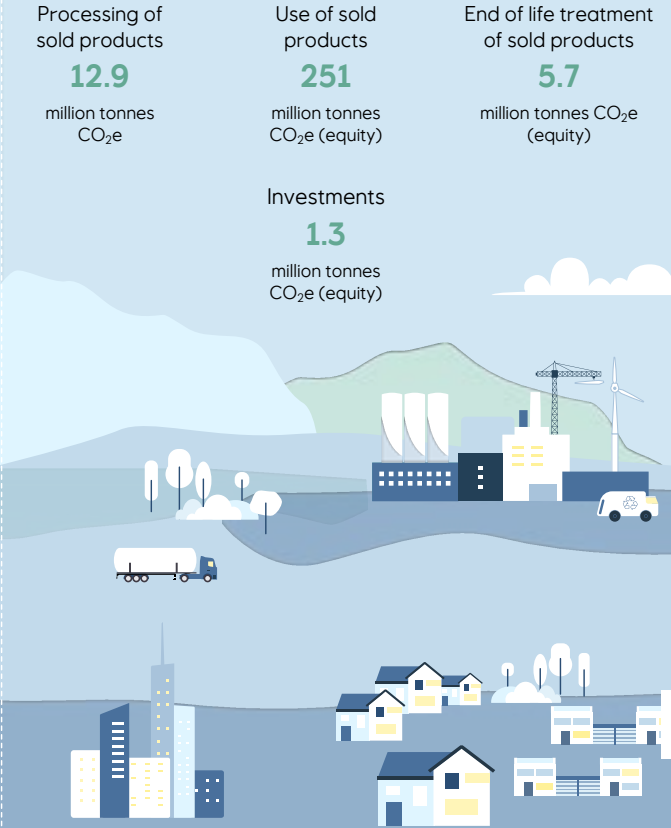 Processing of
sold products
12.9
million tonnes
CO₂e
Use of sold
products
251
million tonnes
CO₂e (equity)
End of life treatment
of sold products
5.7
million tonnes CO₂e
(equity)
Investments
1.3
million tonnes
CO₂e (equity)